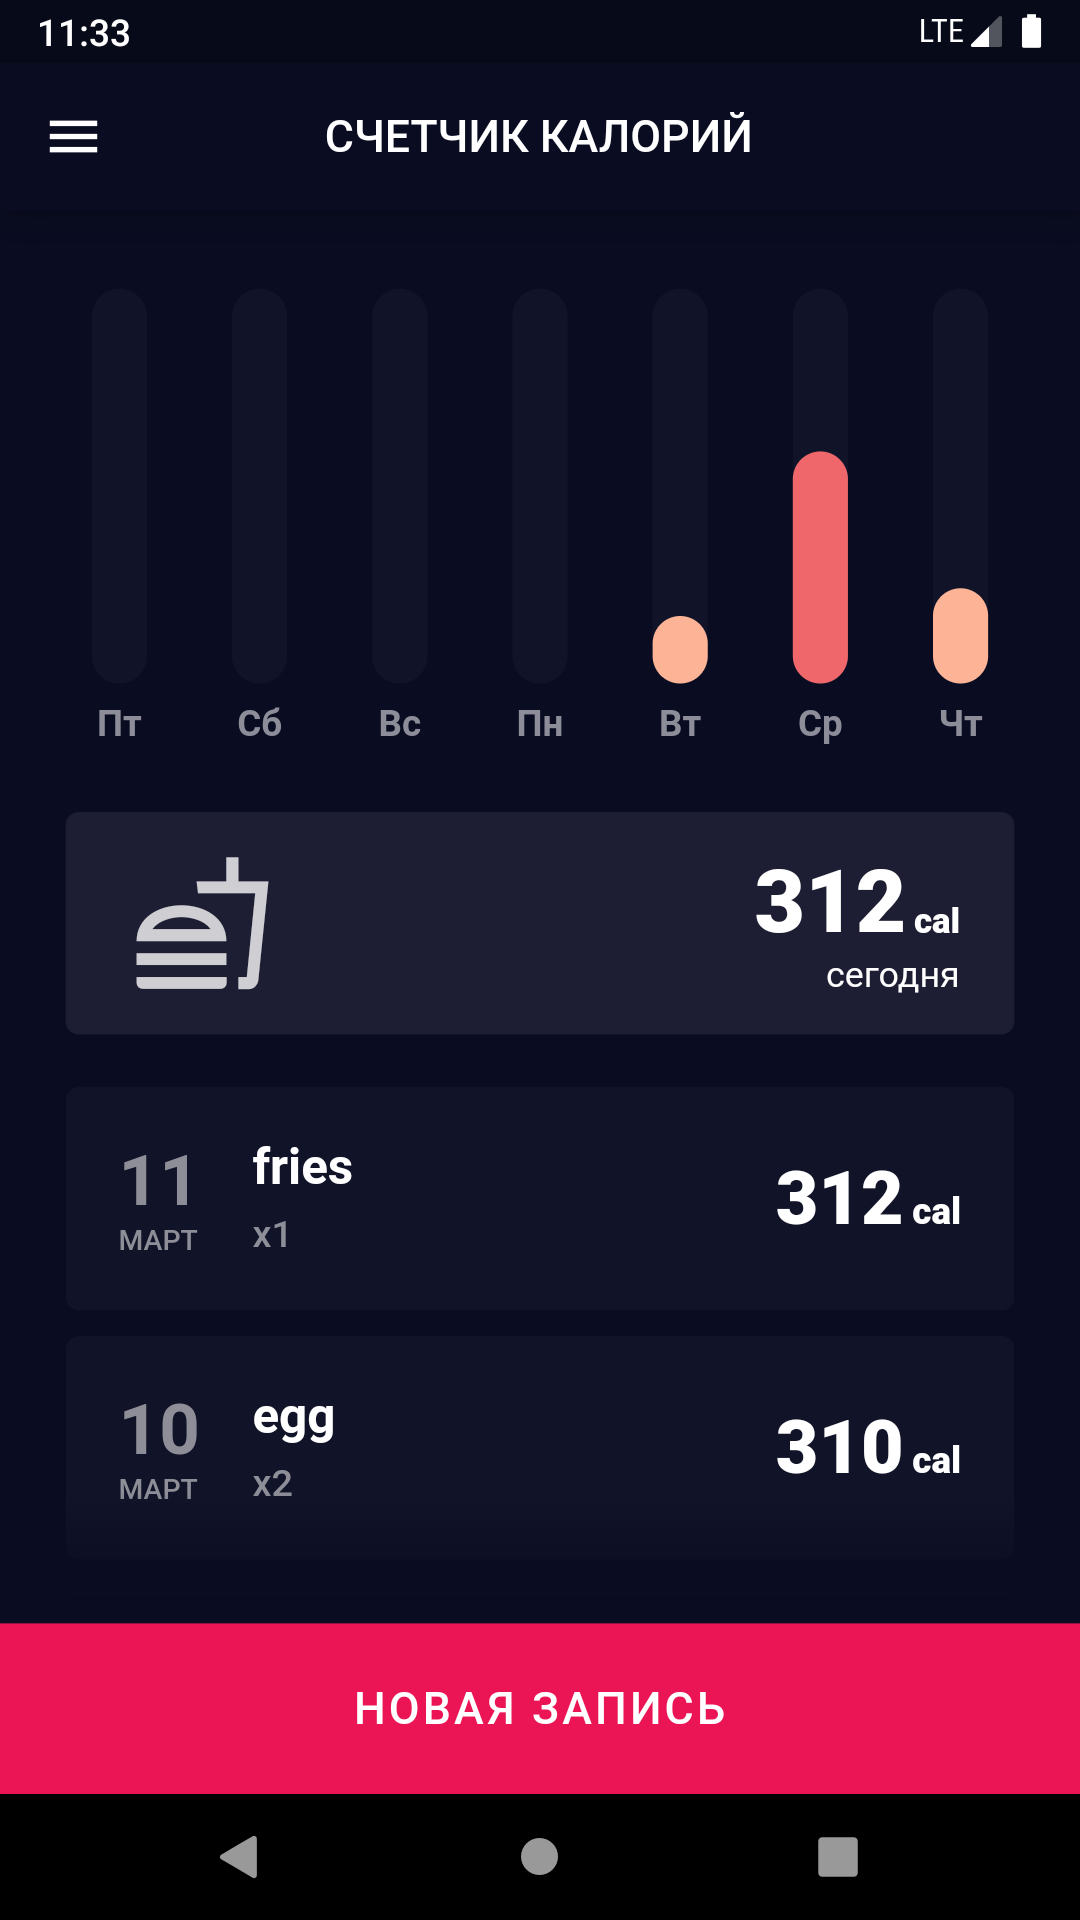 11:33 LTE
СЧЕТЧИК КАЛОРИЙ
Пт Сб Вс Пн Вт Ср Чт
312 cal
сегодня
11 МАРТ
fries
x1
312 cal
10 МАРТ
egg
x2
310 cal
НОВАЯ ЗАПИСЬ